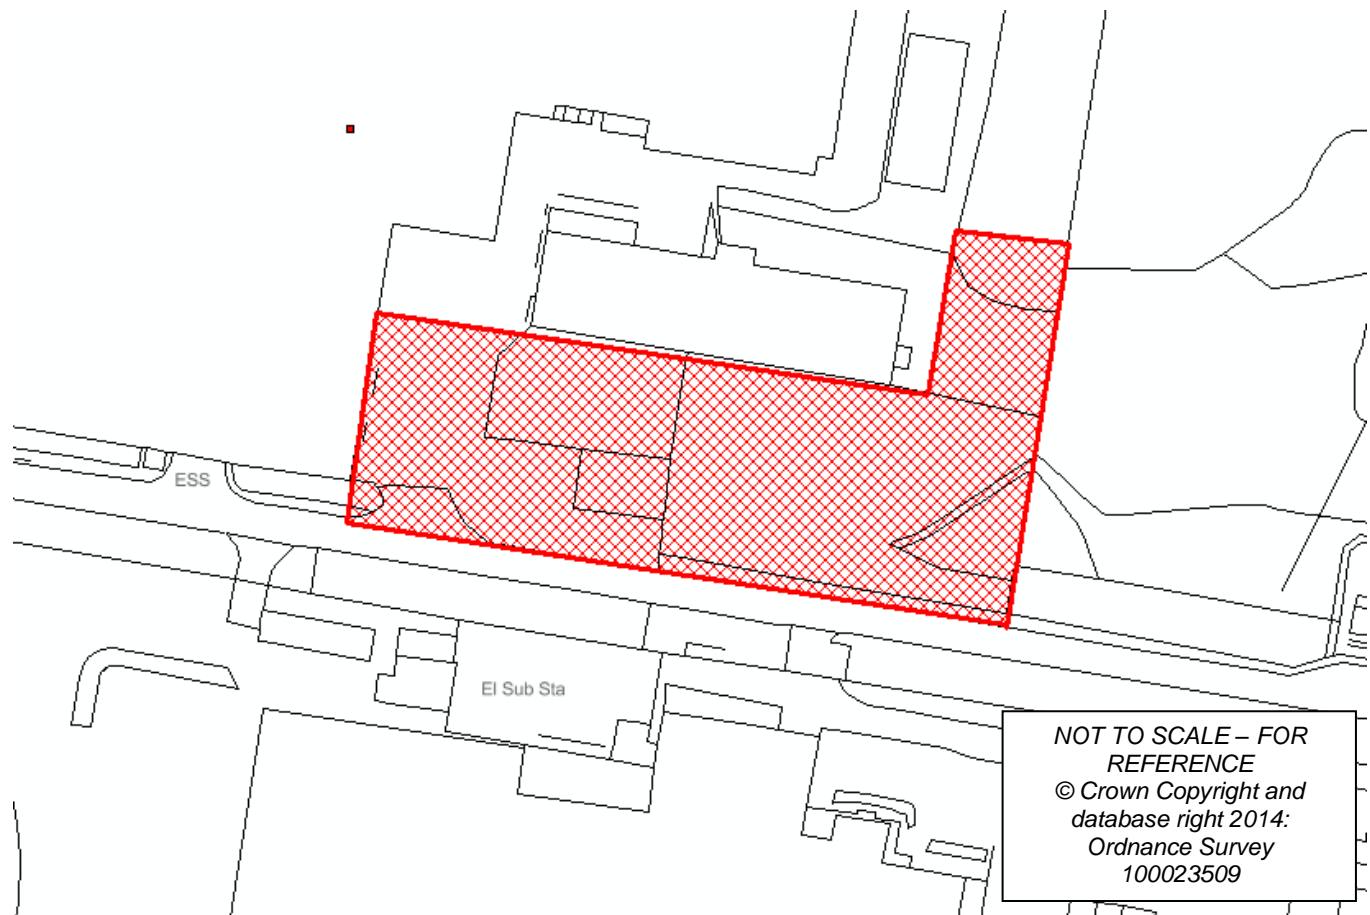 ESS
El Sub Sta
NOT TO SCALE – FOR
REFERENCE
© Crown Copyright and
database right 2014:
Ordnance Survey
100023509